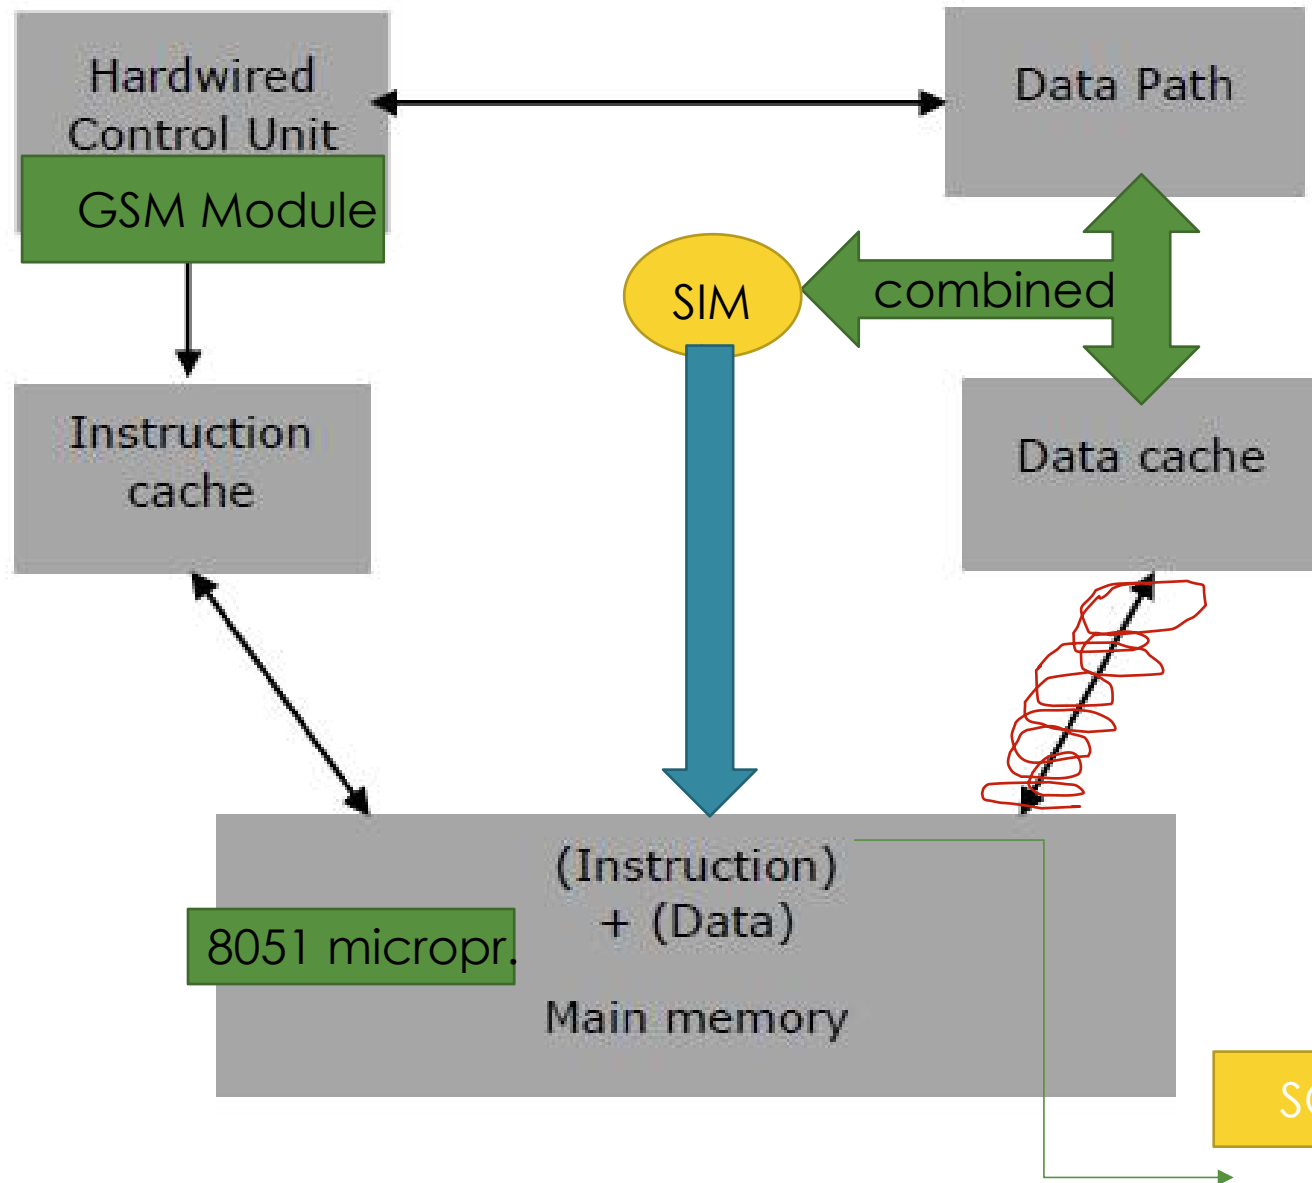 Hardwired
Control Unit
GSM Module
Data Path
SIM
combined
Instruction
cache
Data cache
(Instruction)
+ (Data)
8051 micropr.
Main memory